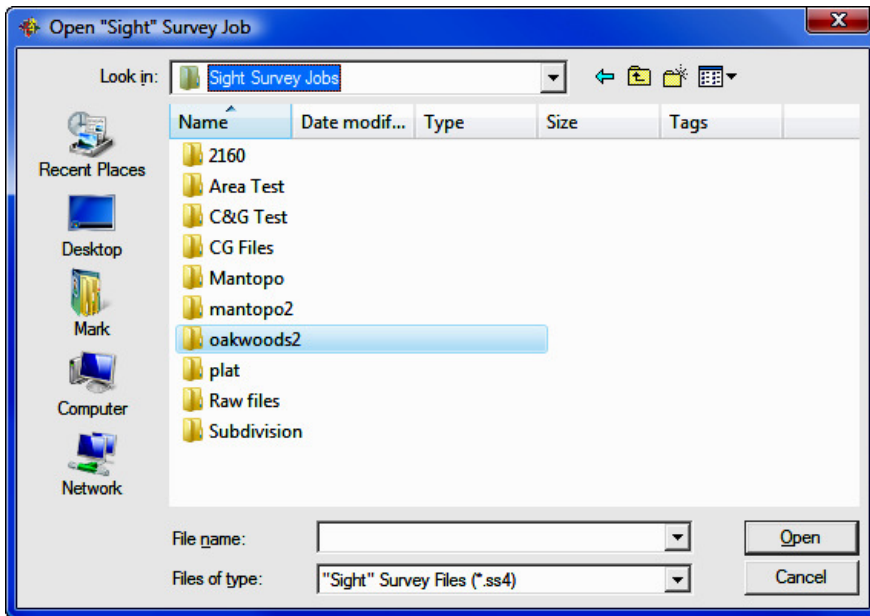 Open "Sight" Survey Job
X
Look in: Sight Survey Jobs
Name Date modif... Type Size Tags
Recent Places
Desktop
Mark
Computer
Network
2160
Area Test
C&G Test
CG Files
Mantopo
mantopo2
oakwoods2
plat
Raw files
Subdivision
File name: Open
Files of type: "Sight" Survey Files (*.ss4) Cancel